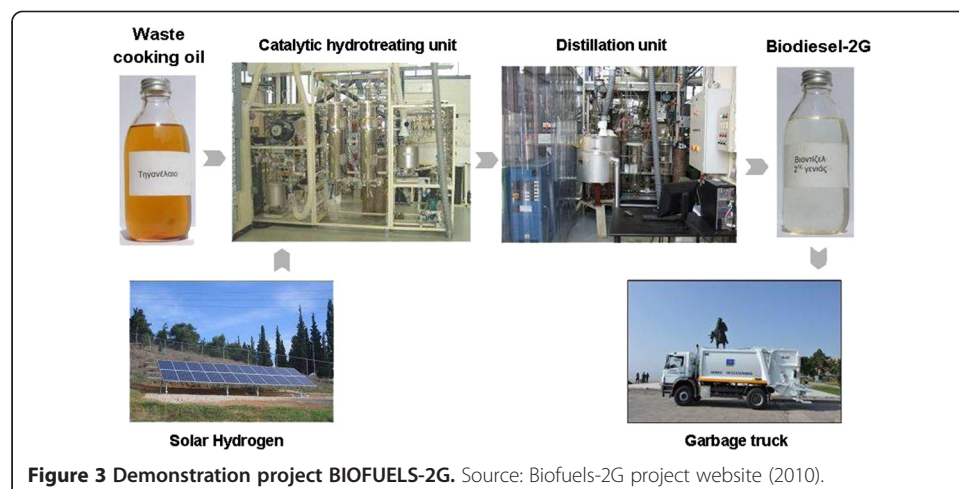 Waste
cooking oil
Catalytic hydrotreating unit
Distillation unit
Biodiesel-2G
Τηγανέλαιο
Βιοντίζελ
2ης γενιάς
Solar Hydrogen
Garbage truck
Figure 3 Demonstration project BIOFUELS-2G. Source: Biofuels-2G project website (2010).